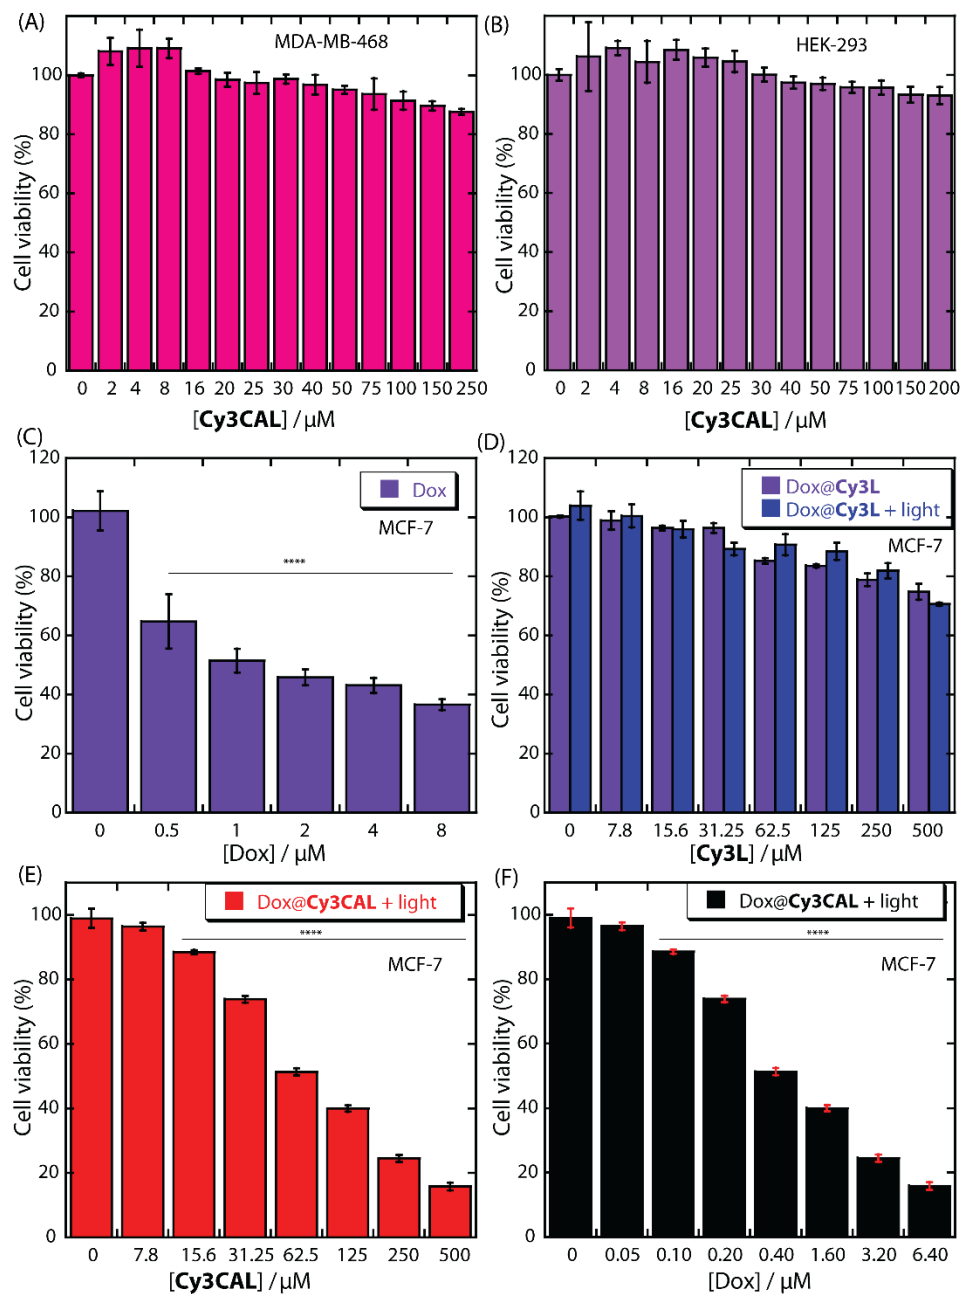 (A)
MDA-MB-468
Cell viability (%)
100
80
60
40
20
0
0 2 4 8 16 20 25 30 40 50 75 100 150 250
[Cy3CAL] / μM
(B)
HEK-293
Cell viability (%)
100
80
60
40
20
0
0 2 4 8 16 20 25 30 40 50 75 100 150 200
[Cy3CAL] / μM
(C)
Dox
MCF-7
****
Cell viability (%)
120
100
80
60
40
20
0
0 0.5 1 2 4 8
[Dox] / μM
(D)
Dox@Cy3L
Dox@Cy3L + light
MCF-7
Cell viability (%)
120
100
80
60
40
20
0
0 7.8 15.6 31.25 62.5 125 250 500
[Cy3L] / μM
(E)
Dox@Cy3CAL + light
****
MCF-7
Cell viability (%)
100
80
60
40
20
0
0 7.8 15.6 31.25 62.5 125 250 500
[Cy3CAL] / μM
(F)
Dox@Cy3CAL + light
****
MCF-7
Cell viability (%)
100
80
60
40
20
0
0 0.05 0.10 0.20 0.40 1.60 3.20 6.40
[Dox] / μM